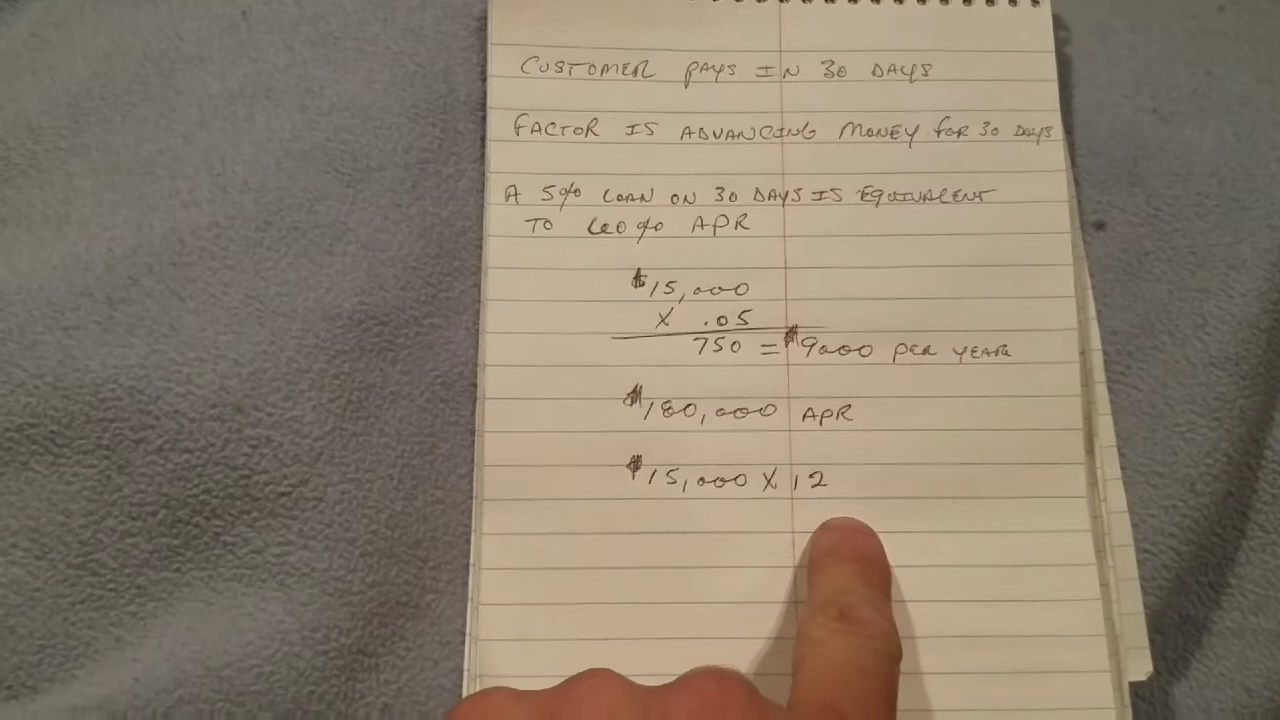 CUSTOMER PAYS IN 30 DAYS
FACTOR IS ADVANCING MONEY FOR 30 DAYS
A 5% LOAN ON 30 DAYS IS EQUIVALENT
TO 60% APR
$15,000
X .05
750 = $9000 PER YEAR
$180,000 APR
$15,000 X 12